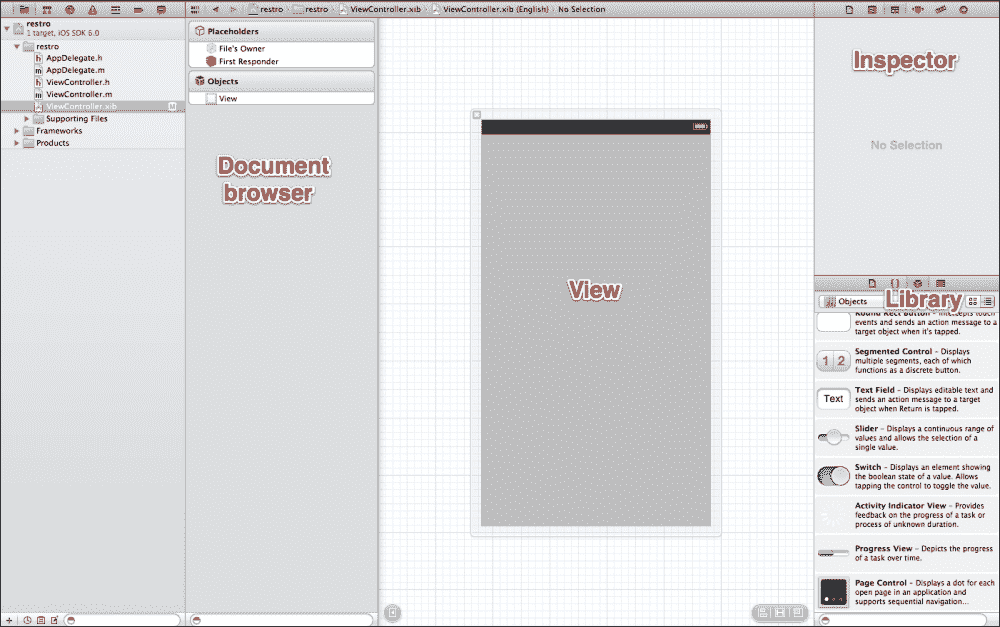 restro
restro
ViewController.xib
ViewController.xib (English)
No Selection
restro
1 target, iOS SDK 6.0
restro
AppDelegate.h
AppDelegate.m
ViewController.h
ViewController.m
ViewController.xib
M
Supporting Files
Frameworks
Products
Placeholders
File's Owner
First Responder
Objects
View
Document
browser
View
Inspector
No Selection
Objects
Library
Round Rect Button – Intercepts touch
events and sends an action message to a
target object when it's tapped.
1 2
Segmented Control – Displays
multiple segments, each of which
functions as a discrete button.
Text
Text Field – Displays editable text and
sends an action message to a target
object when Return is tapped.
Slider – Displays a continuous range of
values and allows the selection of a
single value.
Switch – Displays an element showing
the boolean state of a value. Allows
tapping the control to toggle the value.
Activity Indicator View – Provides
feedback on the progress of a task or
process of unknown duration.
Progress View – Depicts the progress
of a task over time.
Page Control – Displays a dot for each
open page in an application and
supports sequential navigation...